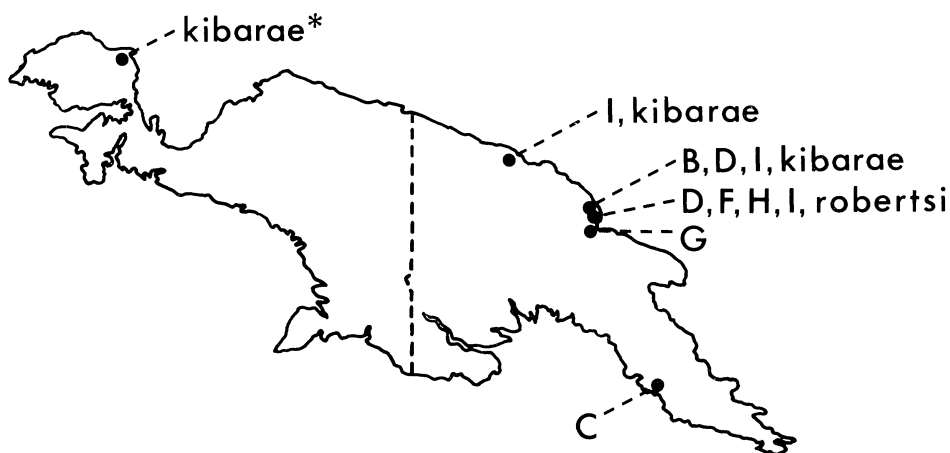 kibarae*
I, kibarae
B, D, I, kibarae
D, F, H, I, robertsi
G
C